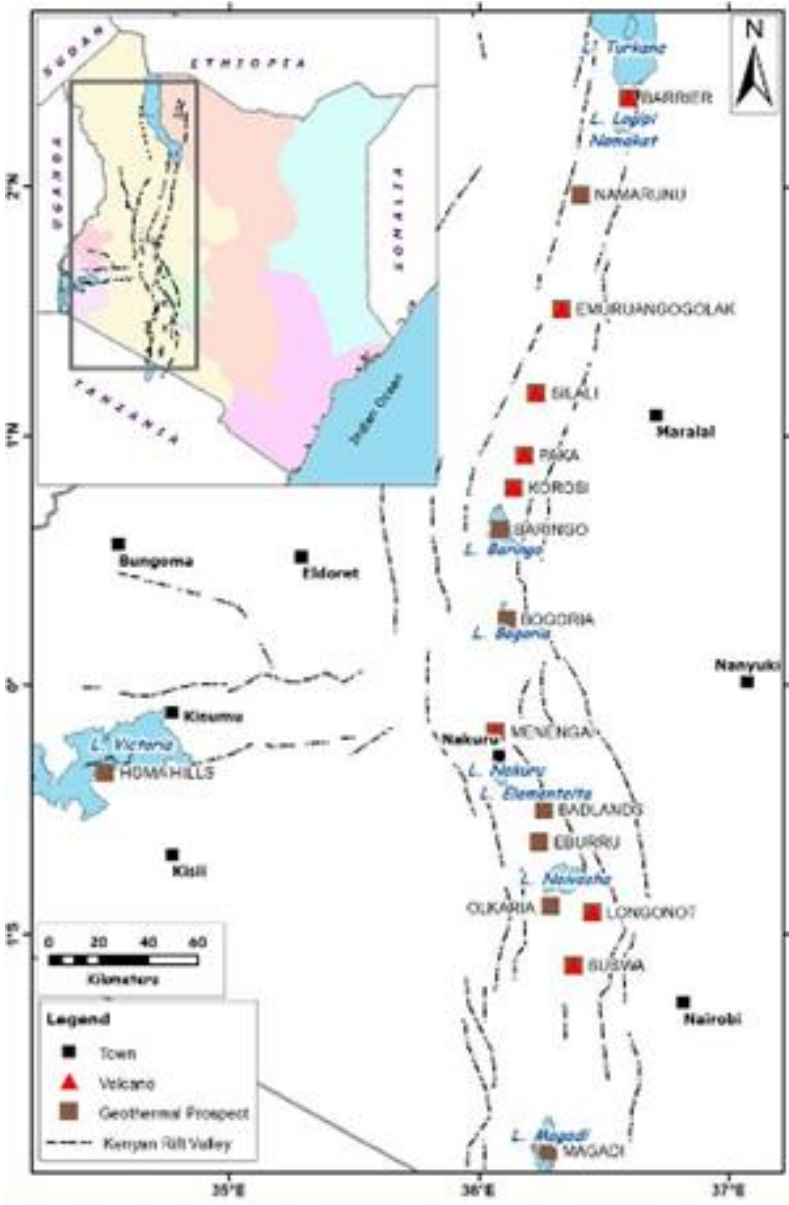 SUDAN
ETHIOPIA
UGANDA
SOMALIA
TANZANIA
Indian Ocean
N
L. Turkana
BARRIER
L. Logipi
Namakat
2°N
NAMARUNU
EMURUANGOGOLAK
SILALI
Maralal
1°N
PAKA
KOROSI
BARINGO
L. Baringo
Bungoma
Eldoret
BOGORIA
L. Bogoria
Nanyuki
0°
Kisumu
MENENGA
Nakuru
L. Victoria
HOMA HILLS
L. Nakuru
L. Elementeita
BADLANDS
EBURRU
Kisii
L. Naivasha
OLKARIA
LONGONOT
1°S
SUSWA
0 20 40 60
Kilometers
Nairobi
Legend
Town
Volcano
Geothermal Prospect
Kenyan Rift Valley
L. Magadi
MAGADI
35°E
36°E
37°E